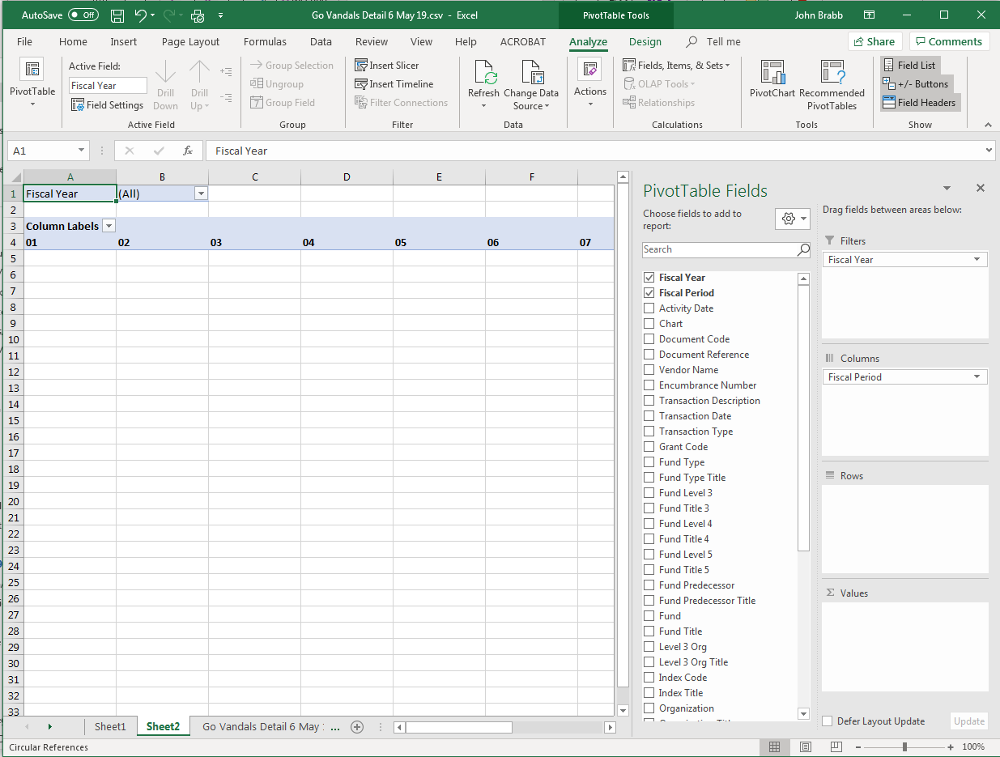 AutoSave Off Go Vandals Detail 6 May 19.csv - Excel PivotTable Tools John Brabb
File Home Insert Page Layout Formulas Data Review View Help ACROBAT Analyze Design Tell me Share Comments
PivotTable
Active Field:
Fiscal Year
Field Settings
Drill Down
Drill Up
Active Field
Group Selection
Ungroup
7 Group Field
Group
Insert Slicer
Insert Timeline
Filter Connections
Filter
Refresh
Change Data Source
Data
Actions
Fields, Items, & Sets
OLAP Tools
Relationships
Calculations
PivotChart
Recommended PivotTables
Tools
Field List
+/- Buttons
Field Headers
Show
A1 fx Fiscal Year
A B C D E F
1 Fiscal Year (All)
2
3 Column Labels
4 01 02 03 04 05 06 07
5
6
7
8
9
10
11
12
13
14
15
16
17
18
19
20
21
22
23
24
25
26
27
28
29
30
31
32
33
Sheet1 Sheet2 Go Vandals Detail 6 May ...
Circular References
100%
PivotTable Fields
Choose fields to add to
report:
Search
Fiscal Year
Fiscal Period
Activity Date
Chart
Document Code
Document Reference
Vendor Name
Encumbrance Number
Transaction Description
Transaction Date
Transaction Type
Grant Code
Fund Type
Fund Type Title
Fund Level 3
Fund Title 3
Fund Level 4
Fund Title 4
Fund Level 5
Fund Title 5
Fund Predecessor
Fund Predecessor Title
Fund
Fund Title
Level 3 Org
Level 3 Org Title
Index Code
Index Title
Organization
Drag fields between areas below:
Filters
Fiscal Year
Columns
Fiscal Period
Rows
Σ Values
Defer Layout Update Update